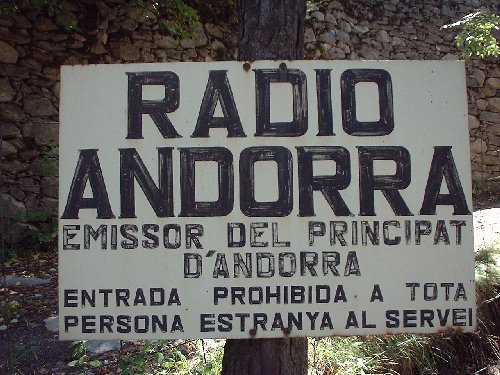 RADIO
ANDORRA
EMISSOR DEL PRINCIPAT
D'ANDORRA
ENTRADA PROHIBIDA A TOTA
PERSONA ESTRANYA AL SERVEI